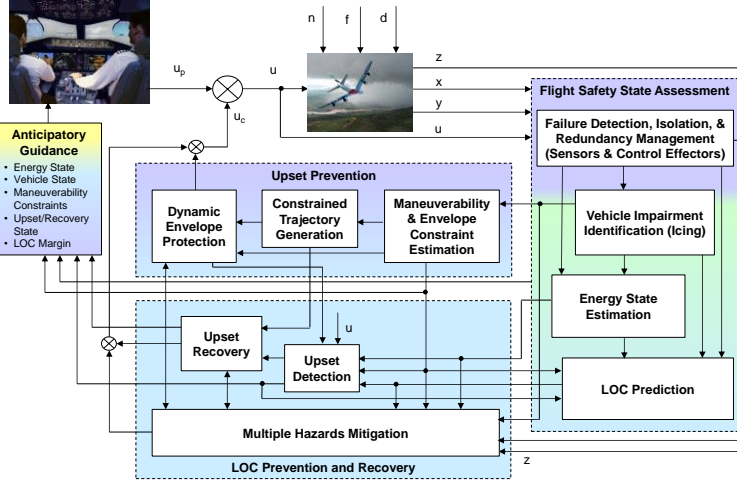 n
f
d
z
u_p
u
x
y
u
u_c
Flight Safety State Assessment
Failure Detection, Isolation, &
Redundancy Management
(Sensors & Control Effectors)
Anticipatory
Guidance
• Energy State
• Vehicle State
• Maneuverability
Constraints
• Upset/Recovery
State
• LOC Margin
Upset Prevention
Dynamic
Envelope
Protection
Constrained
Trajectory
Generation
Maneuverability
& Envelope
Constraint
Estimation
Vehicle Impairment
Identification (Icing)
Energy State
Estimation
u
Upset
Recovery
Upset
Detection
LOC Prediction
Multiple Hazards Mitigation
LOC Prevention and Recovery
z